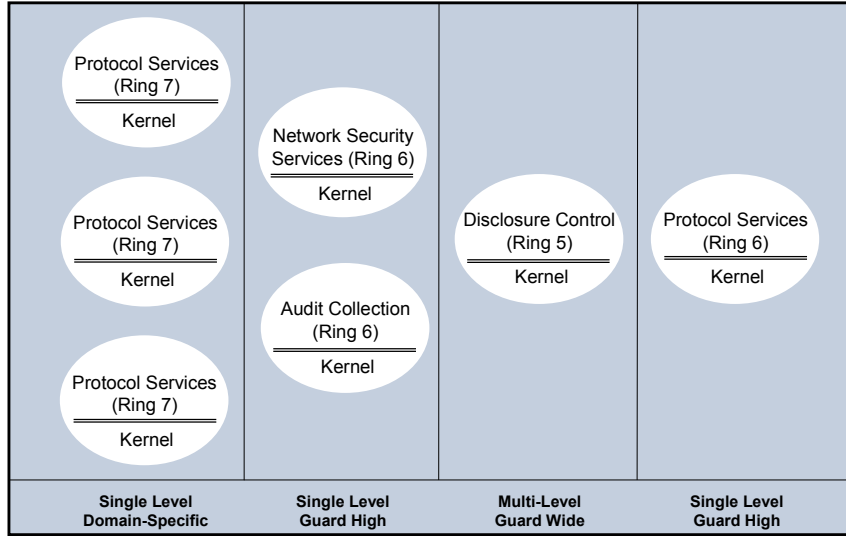 Protocol Services
(Ring 7)
Kernel
Protocol Services
(Ring 7)
Kernel
Protocol Services
(Ring 7)
Kernel
Single Level
Domain-Specific
Network Security
Services (Ring 6)
Kernel
Audit Collection
(Ring 6)
Kernel
Single Level
Guard High
Disclosure Control
(Ring 5)
Kernel
Multi-Level
Guard Wide
Protocol Services
(Ring 6)
Kernel
Single Level
Guard High